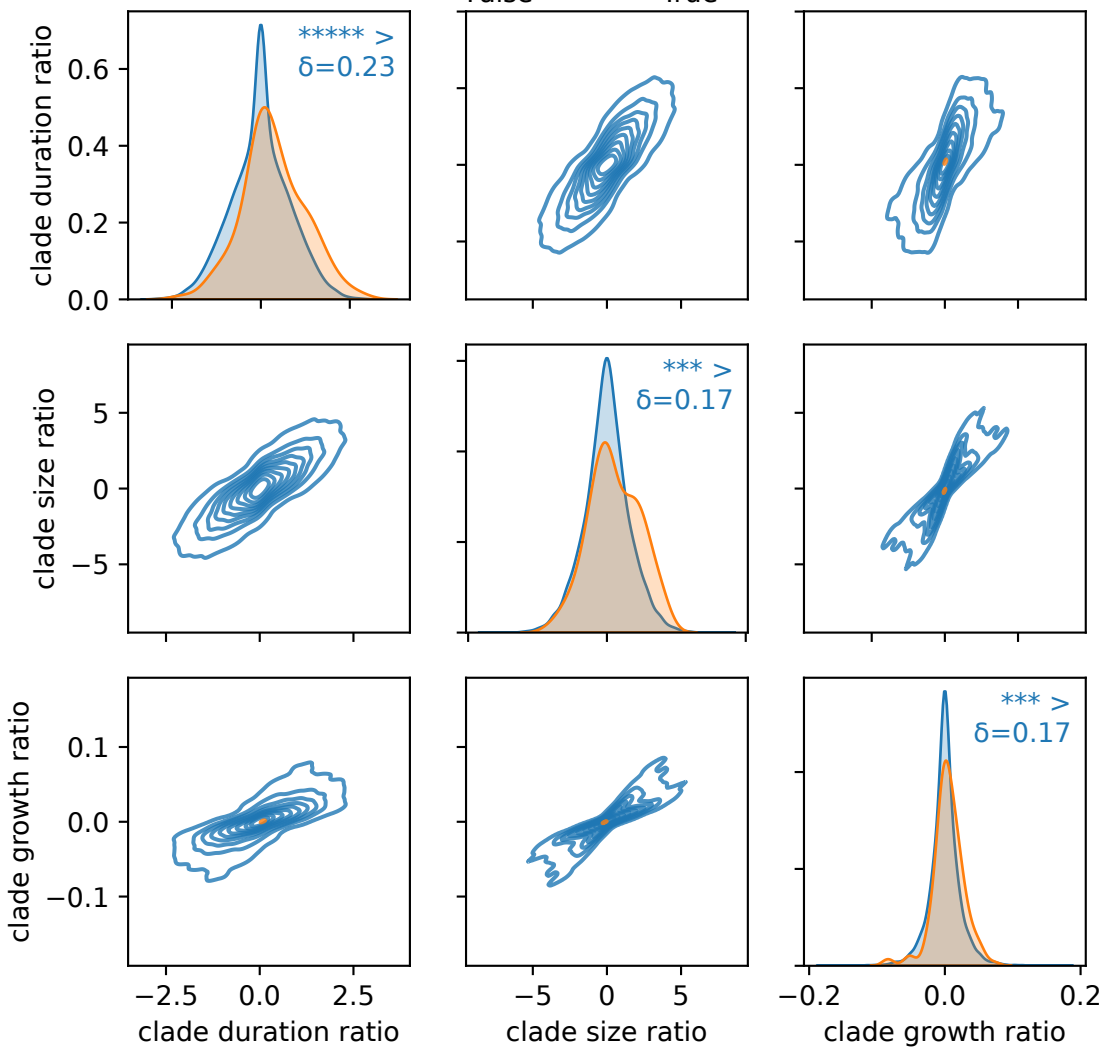 True
***** >
δ=0.23
0.6
0.4
0.2
0.0
clade duration ratio
*** >
δ=0.17
5
0
−5
clade size ratio
*** >
δ=0.17
0.1
0.0
−0.1
clade growth ratio
−2.5 0.0 2.5
−5 0 5
−0.2 0.0 0.2
clade duration ratio
clade size ratio
clade growth ratio